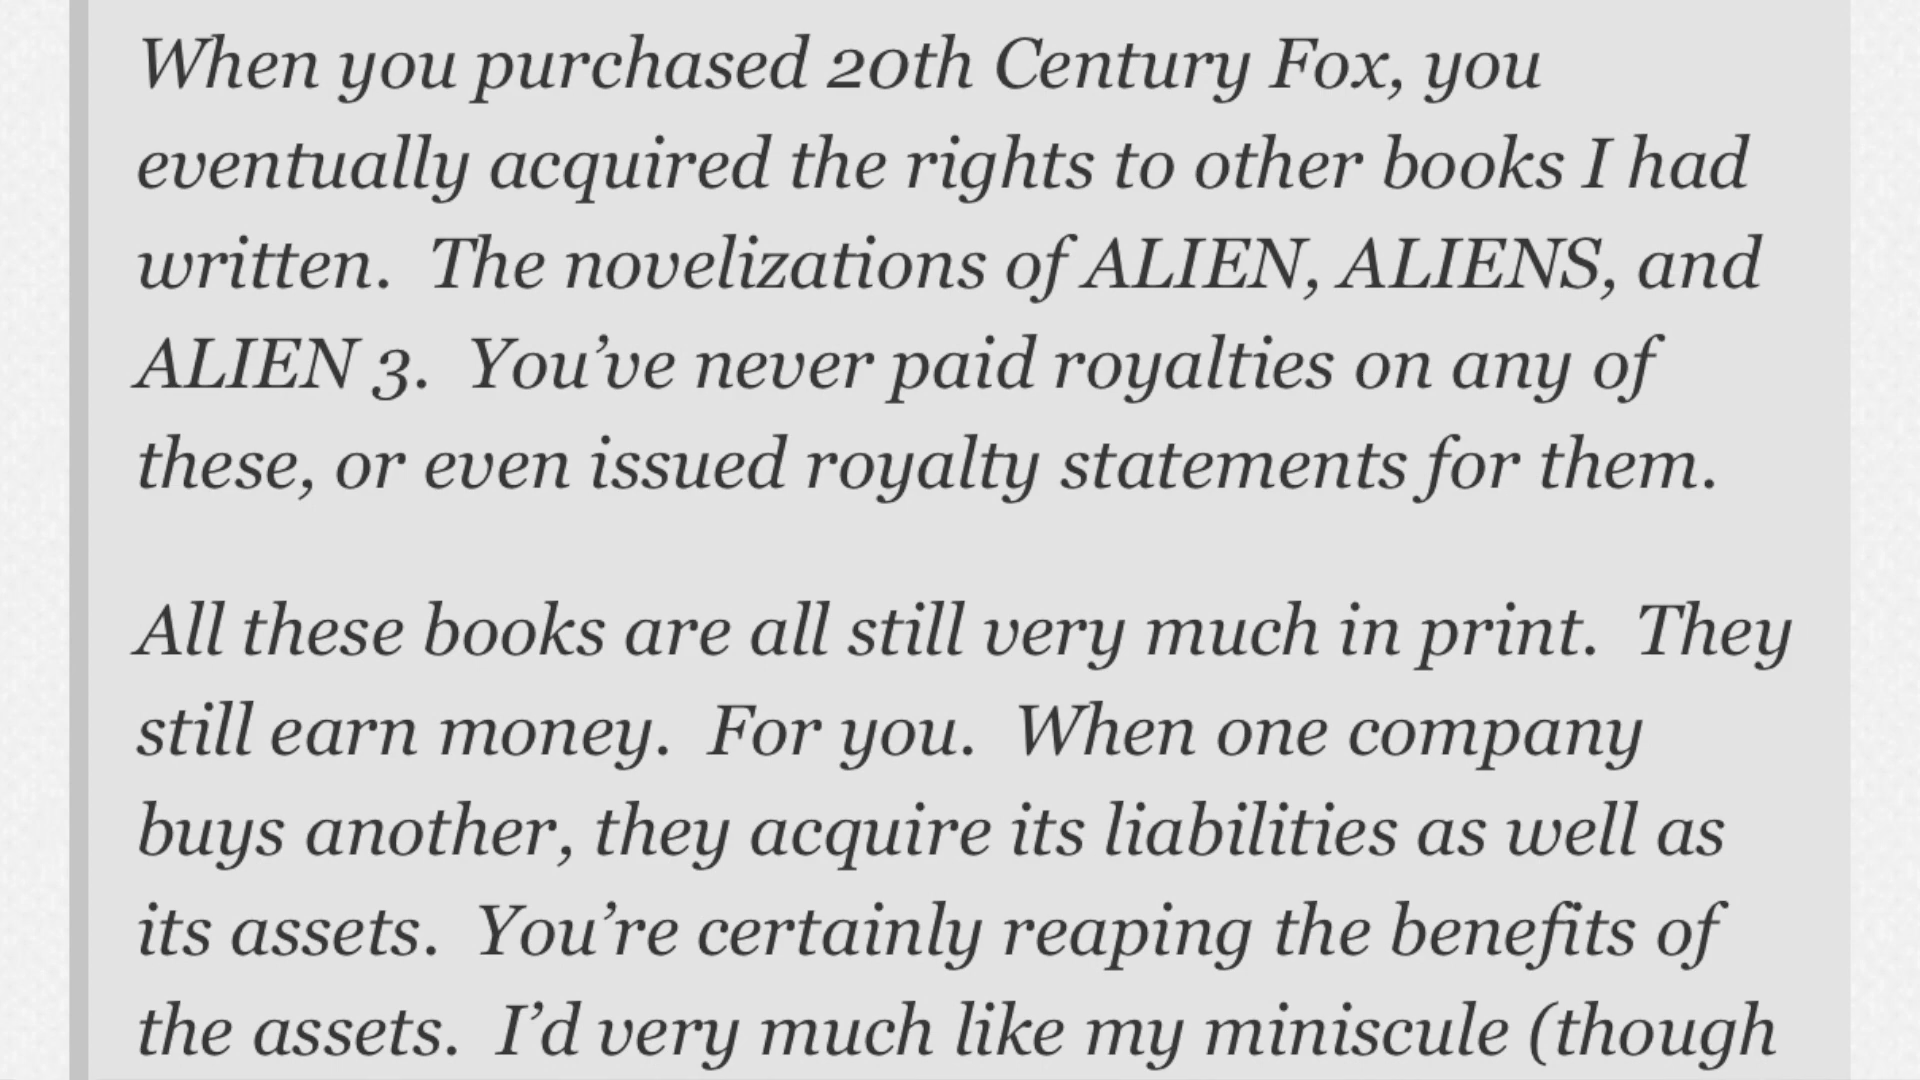 When you purchased 20th Century Fox, you
eventually acquired the rights to other books I had
written.  The novelizations of ALIEN, ALIENS, and
ALIEN 3.  You’ve never paid royalties on any of
these, or even issued royalty statements for them.
All these books are all still very much in print.  They
still earn money.  For you.  When one company
buys another, they acquire its liabilities as well as
its assets.  You’re certainly reaping the benefits of
the assets.  I’d very much like my miniscule (though